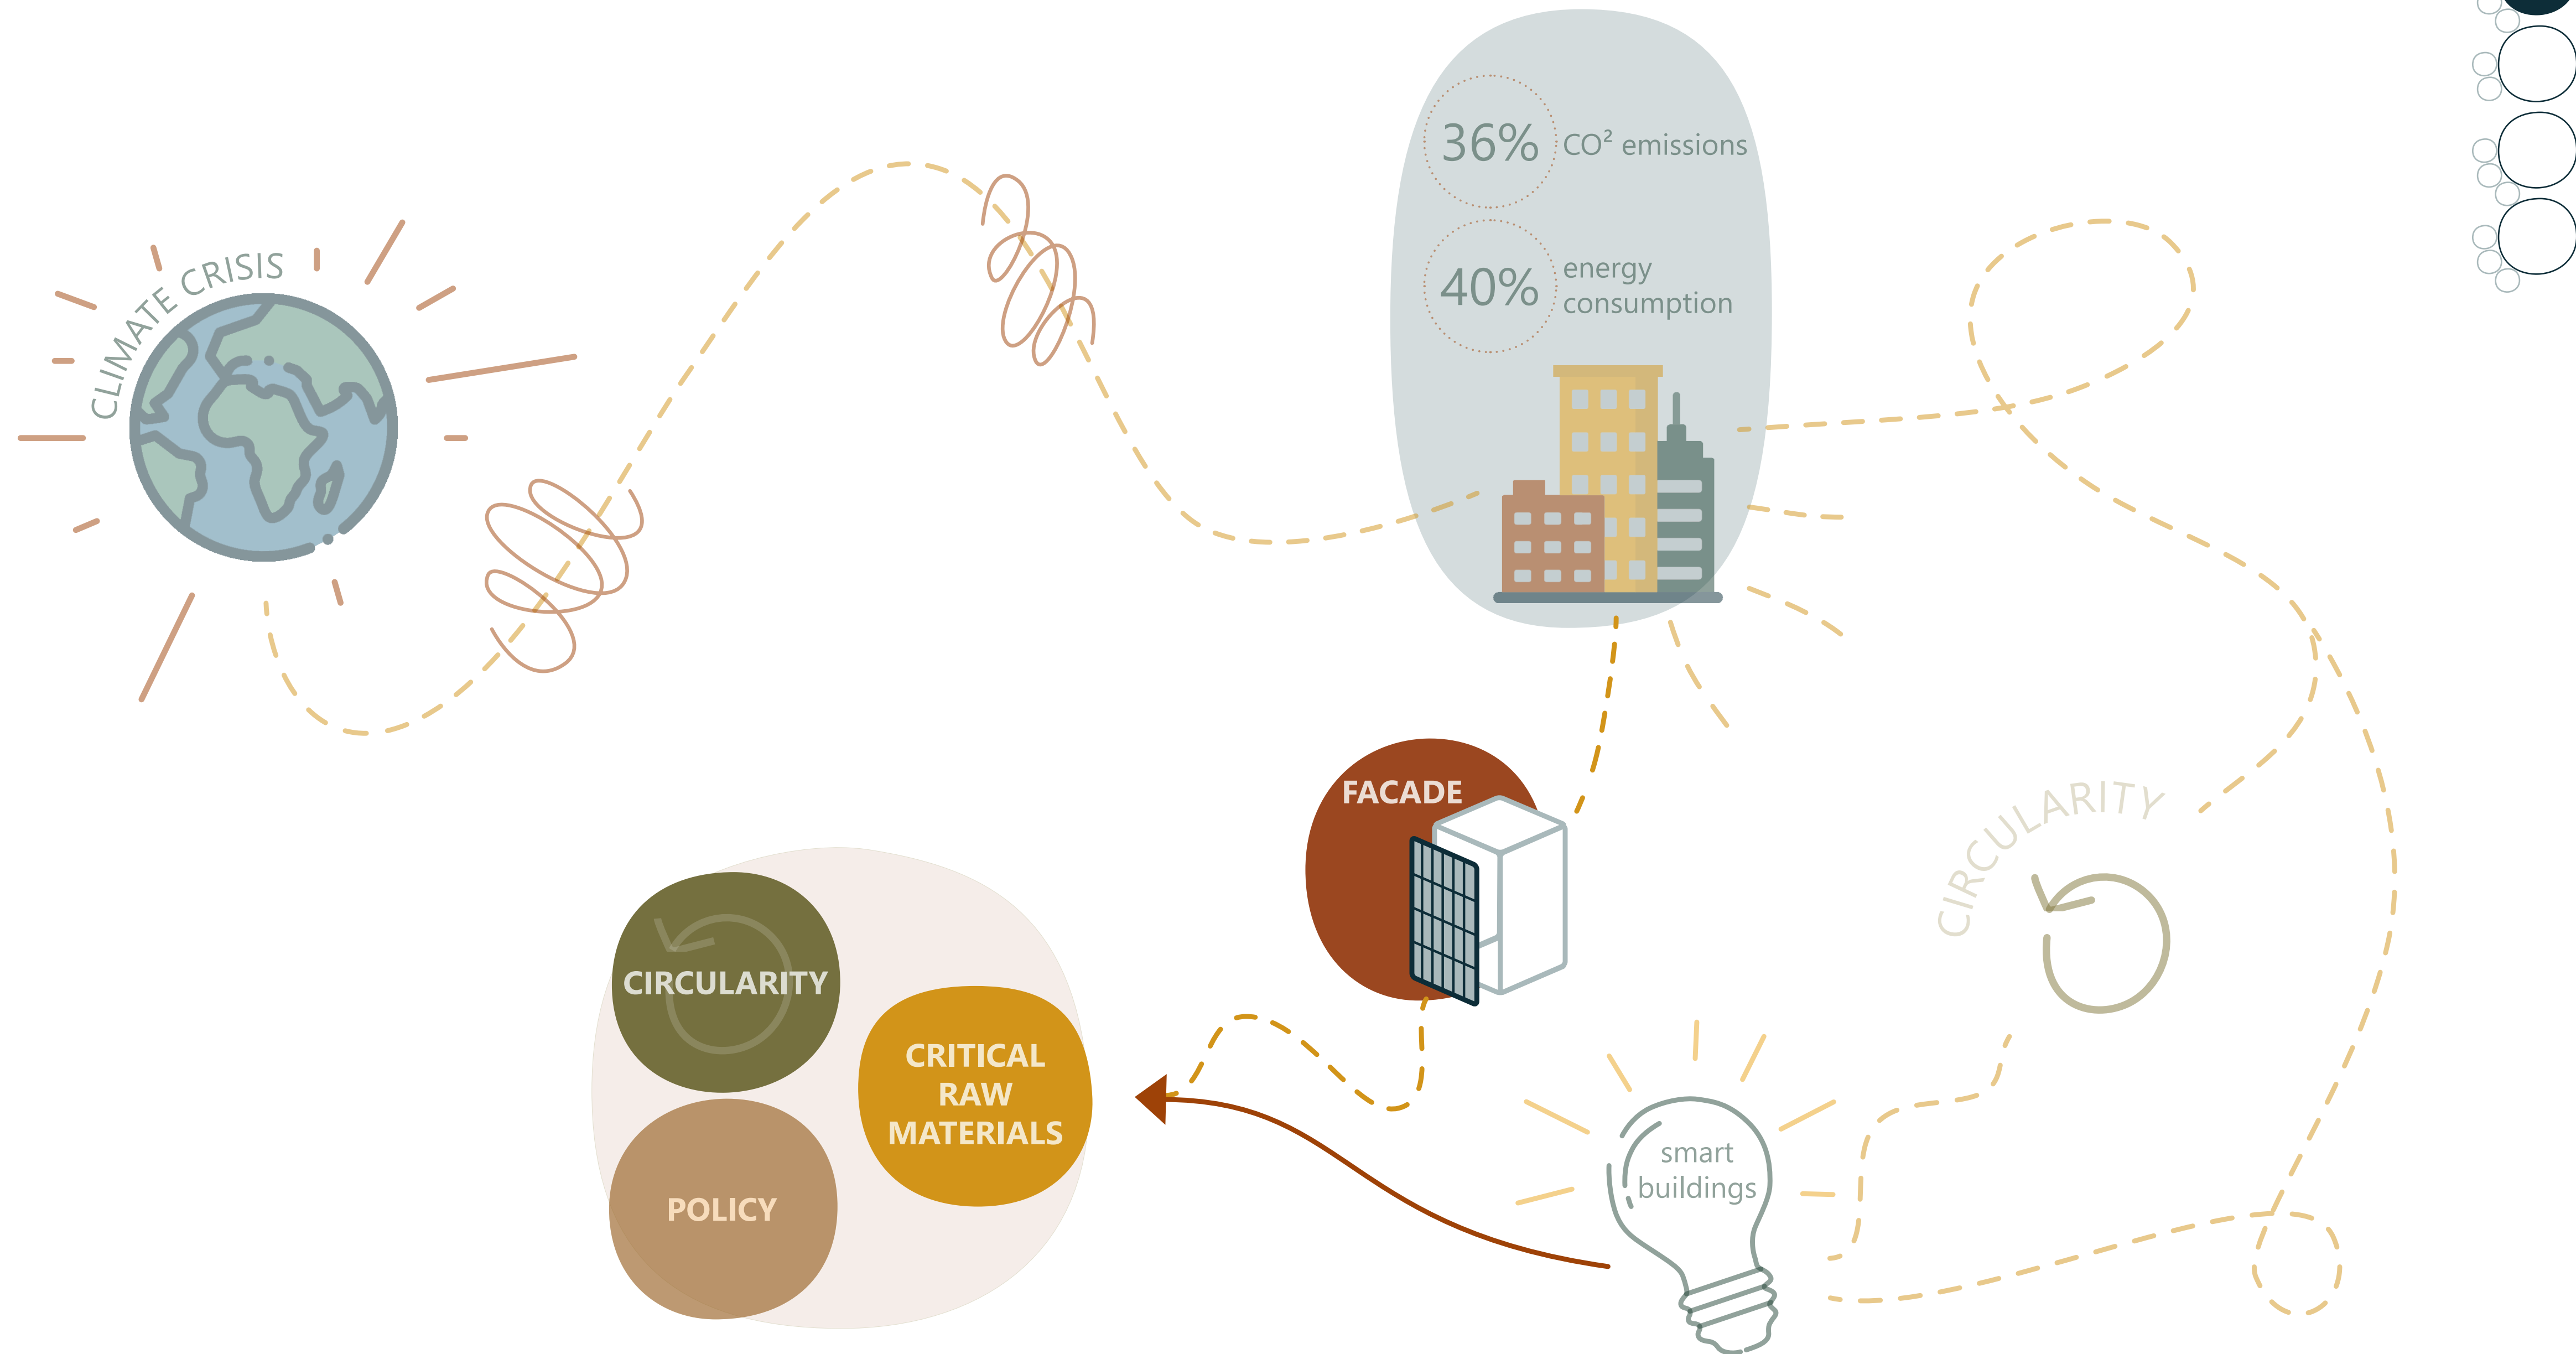 CLIMATE CRISIS
36% CO² emissions
40% energy
consumption
FACADE
CIRCULARITY
CIRCULARITY
CRITICAL
RAW
MATERIALS
POLICY
smart
buildings